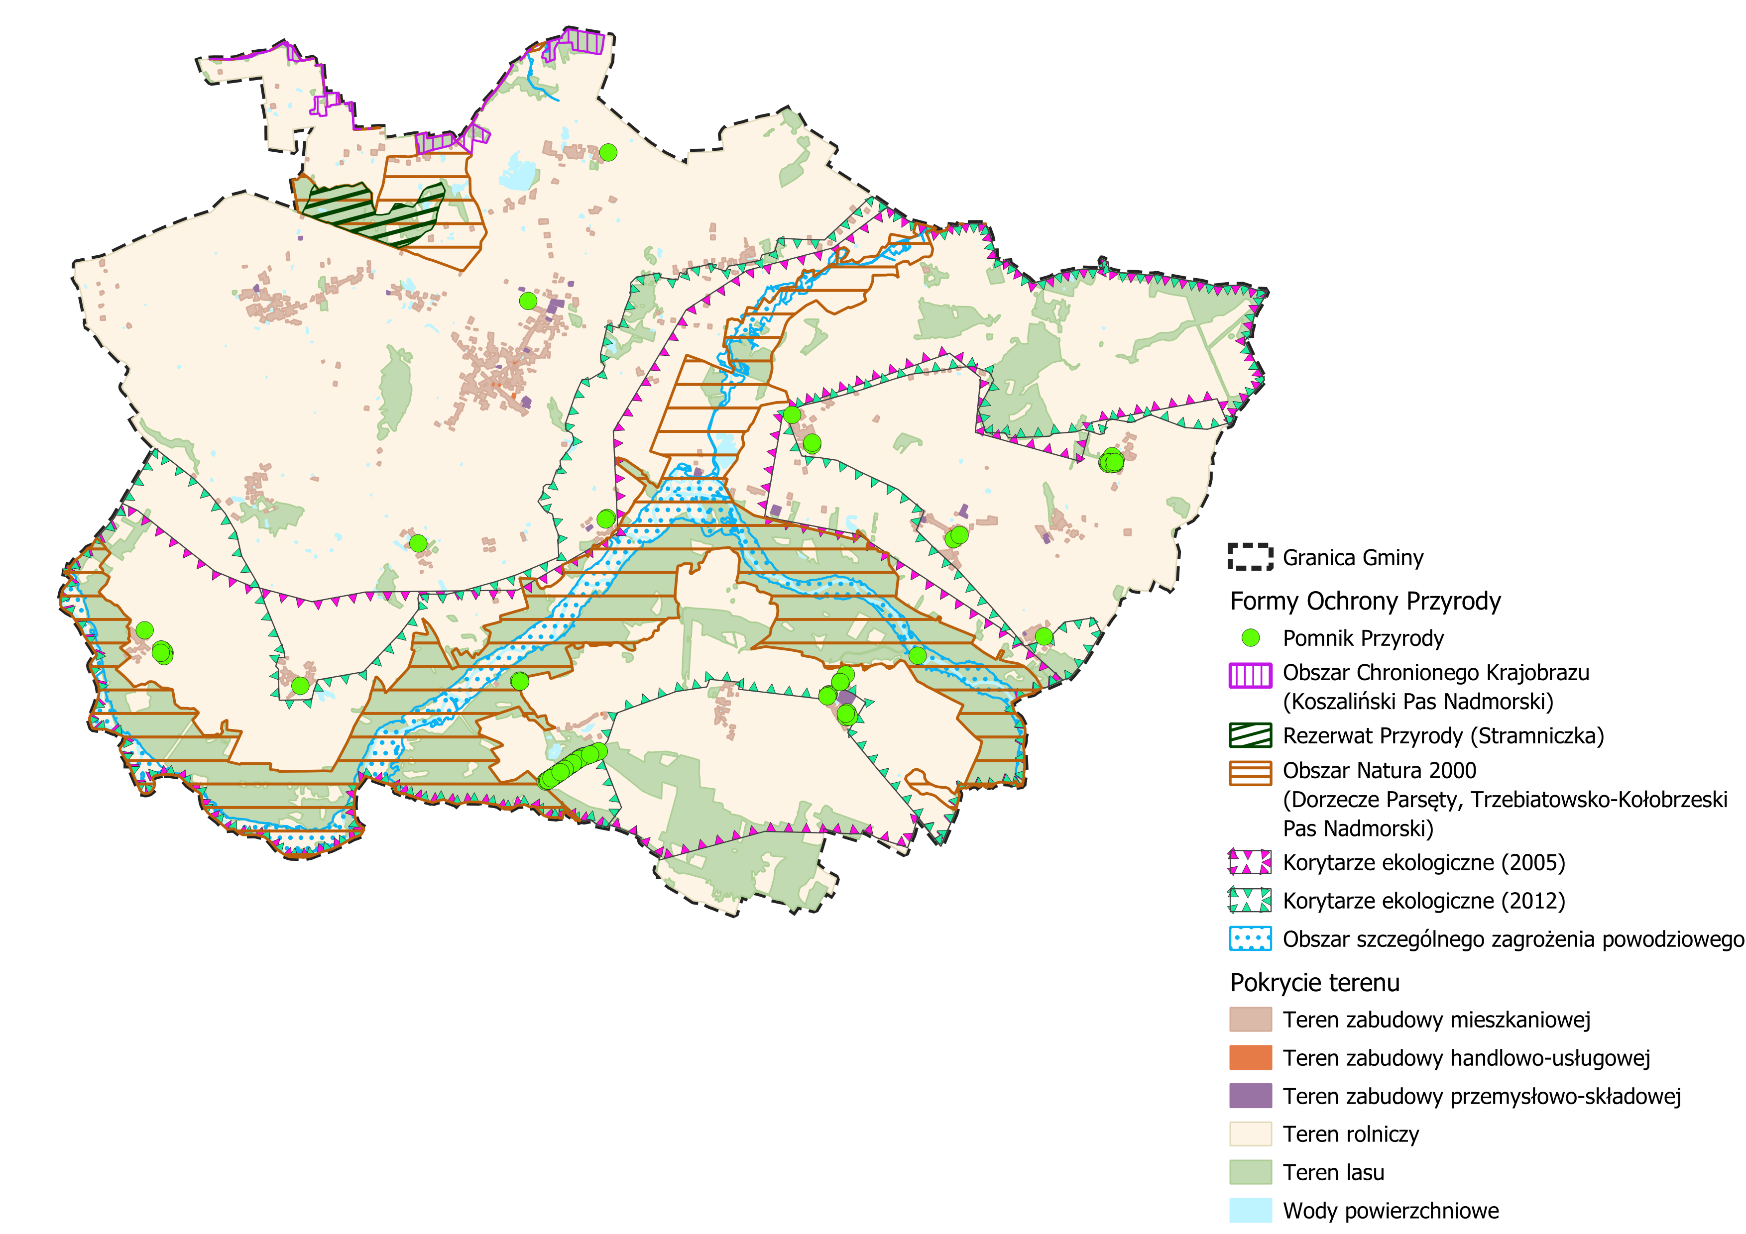 Granica Gminy
Formy Ochrony Przyrody
Pomnik Przyrody
Obszar Chronionego Krajobrazu
(Koszaliński Pas Nadmorski)
Rezerwat Przyrody (Stramniczka)
Obszar Natura 2000
(Dorzecze Parsęty, Trzebiatowsko-Kołobrzeski
Pas Nadmorski)
Korytarze ekologiczne (2005)
Korytarze ekologiczne (2012)
Obszar szczególnego zagrożenia powodziowego
Pokrycie terenu
Teren zabudowy mieszkaniowej
Teren zabudowy handlowo-usługowej
Teren zabudowy przemysłowo-składowej
Teren rolniczy
Teren lasu
Wody powierzchniowe